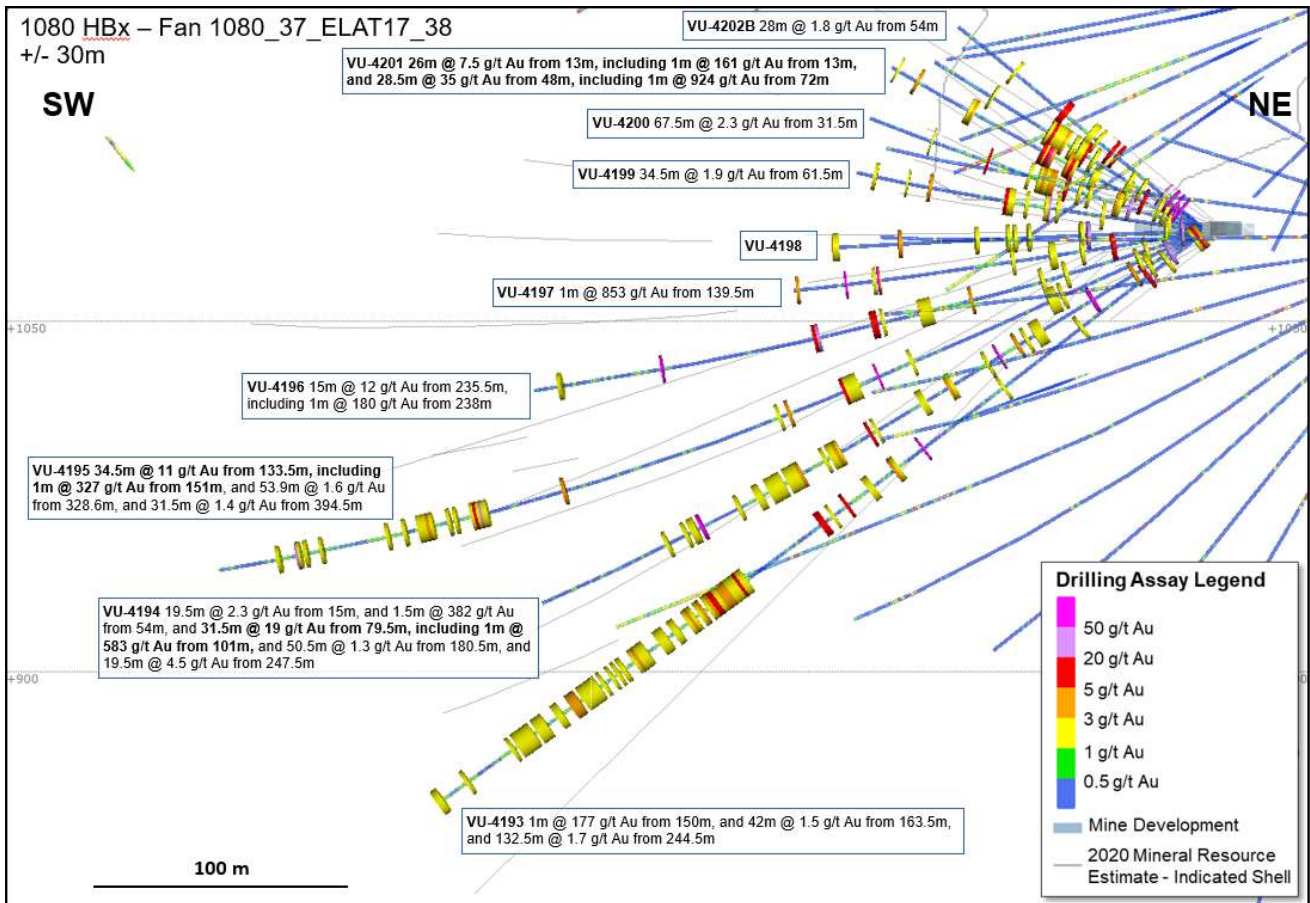 1080 HBx – Fan 1080_37_ELAT17_38
+/- 30m
SW
NE
VU-4202B 28m @ 1.8 g/t Au from 54m
VU-4201 26m @ 7.5 g/t Au from 13m, including 1m @ 161 g/t Au from 13m,
and 28.5m @ 35 g/t Au from 48m, including 1m @ 924 g/t Au from 72m
VU-4200 67.5m @ 2.3 g/t Au from 31.5m
VU-4199 34.5m @ 1.9 g/t Au from 61.5m
VU-4198
VU-4197 1m @ 853 g/t Au from 139.5m
+1050
+1050
VU-4196 15m @ 12 g/t Au from 235.5m,
including 1m @ 180 g/t Au from 238m
VU-4195 34.5m @ 11 g/t Au from 133.5m, including
1m @ 327 g/t Au from 151m, and 53.9m @ 1.6 g/t Au
from 328.6m, and 31.5m @ 1.4 g/t Au from 394.5m
VU-4194 19.5m @ 2.3 g/t Au from 15m, and 1.5m @ 382 g/t Au
from 54m, and 31.5m @ 19 g/t Au from 79.5m, including 1m @
583 g/t Au from 101m, and 50.5m @ 1.3 g/t Au from 180.5m, and
19.5m @ 4.5 g/t Au from 247.5m
+900
VU-4193 1m @ 177 g/t Au from 150m, and 42m @ 1.5 g/t Au from 163.5m,
and 132.5m @ 1.7 g/t Au from 244.5m
100 m
Drilling Assay Legend
50 g/t Au
20 g/t Au
5 g/t Au
3 g/t Au
1 g/t Au
0.5 g/t Au
Mine Development
2020 Mineral Resource
Estimate - Indicated Shell